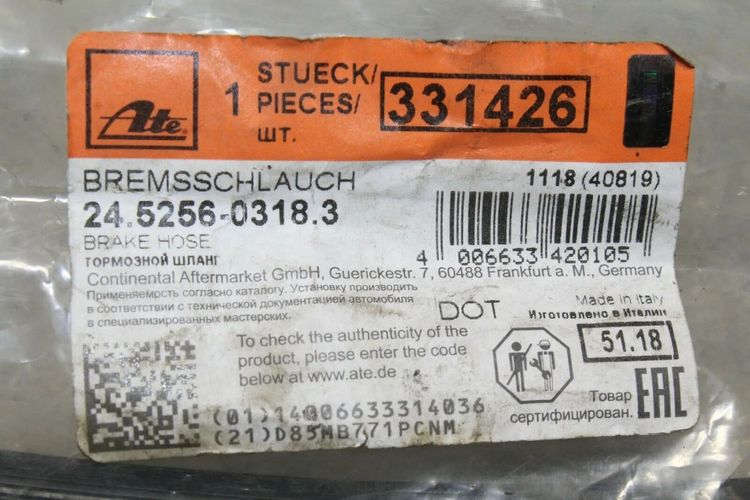 Ate
1 STUECK/
PIECES/
шт.
331426
BREMSSCHLAUCH
24.5256-0318.3
BRAKE HOSE
ТОРМОЗНОЙ ШЛАНГ
1118 (40819)
4 006633 420105
Continental Aftermarket GmbH, Guerickestr. 7, 60488 Frankfurt a. M., Germany
Применяемость согласно каталогу. Установку производить
в соответствии с технической документацией автомобиля
в специализированных мастерских.
DOT
Made in Italy
Изготовлено в Италии
51.18
To check the authenticity of the
product, please enter the code
below at www.ate.de
(01)14006633314036
(21)D85MB771PCNM
Товар
сертифицирован.
EAC